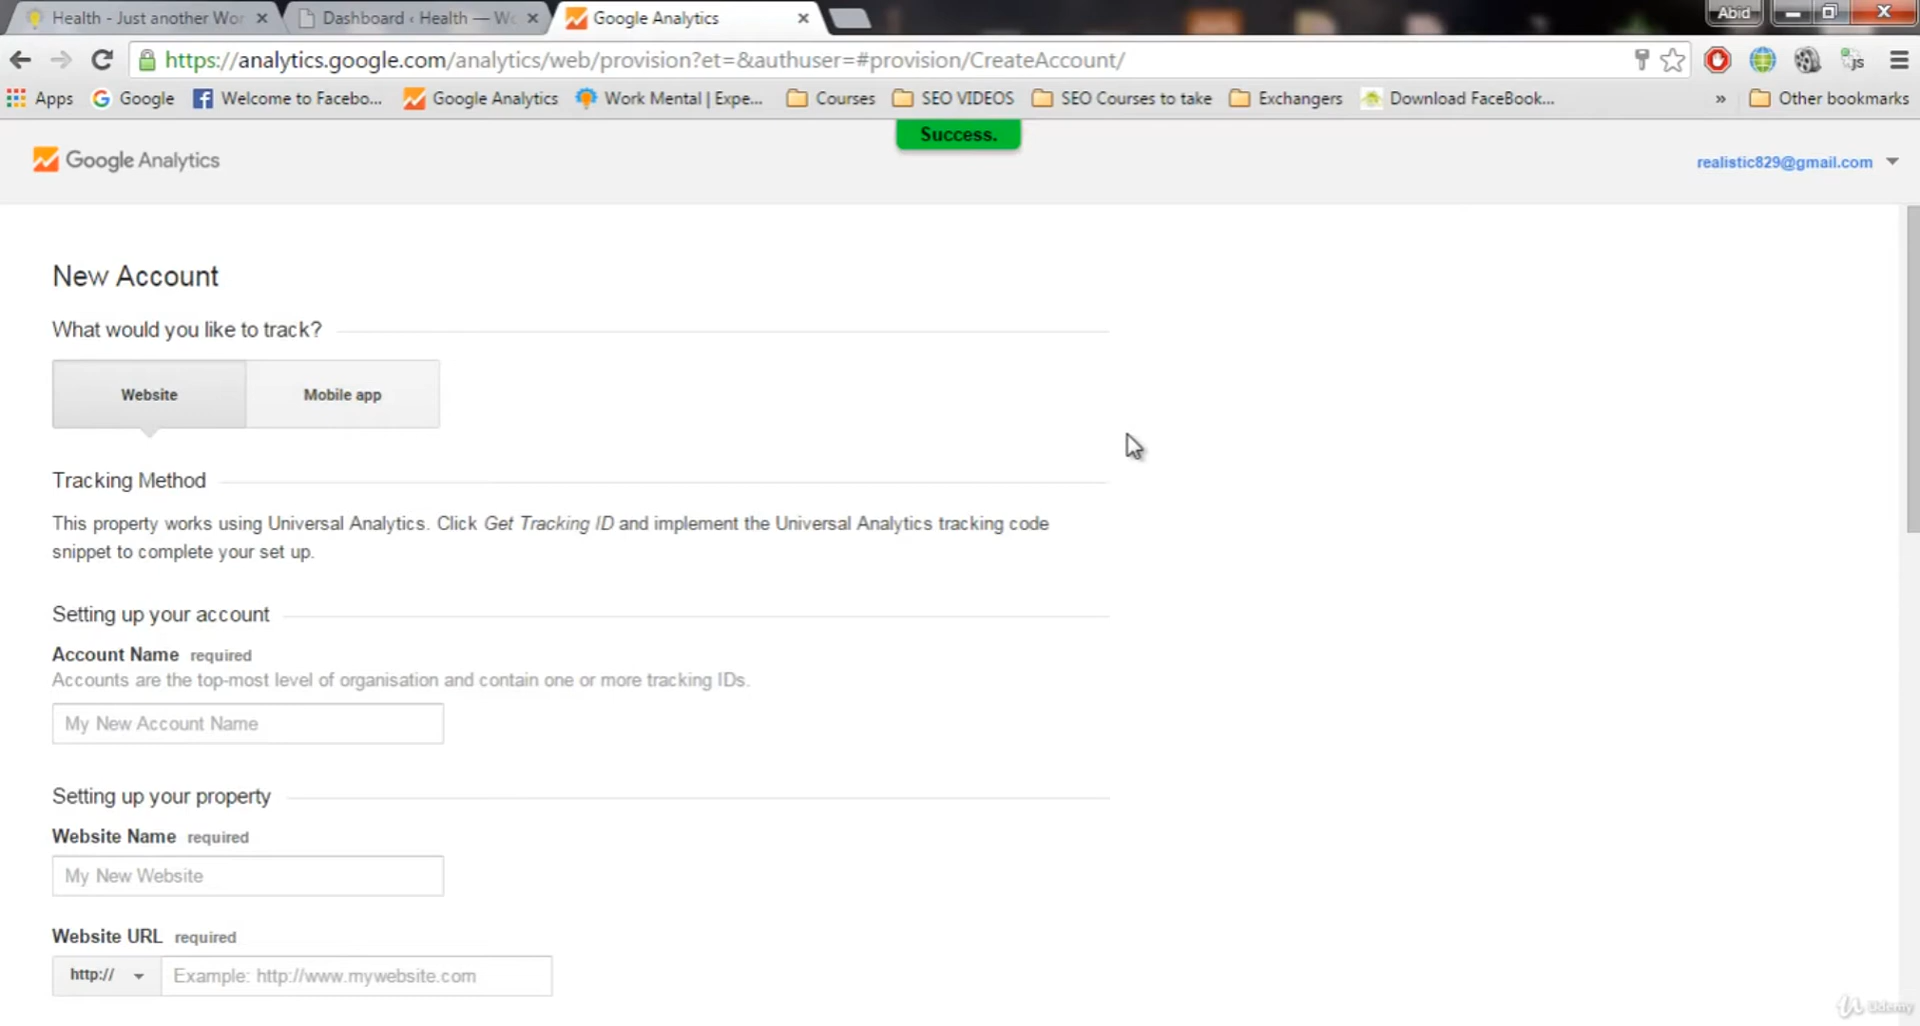 Health - Just another Wor
Dashboard ‹ Health — Wo
Google Analytics
Abid
https://analytics.google.com/analytics/web/provision?et=&authuser=#provision/CreateAccount/
js
Apps
Google
Welcome to Facebo...
Google Analytics
Work Mental | Expe...
Courses
SEO VIDEOS
SEO Courses to take
Exchangers
Download FaceBook...
»
Other bookmarks
Success.
Google Analytics
realistic829@gmail.com
New Account
What would you like to track?
Website
Mobile app
Tracking Method
This property works using Universal Analytics. Click Get Tracking ID and implement the Universal Analytics tracking code
snippet to complete your set up.
Setting up your account
Account Name required
Accounts are the top-most level of organisation and contain one or more tracking IDs.
My New Account Name
Setting up your property
Website Name required
My New Website
Website URL required
http://
Example: http://www.mywebsite.com
Udemy